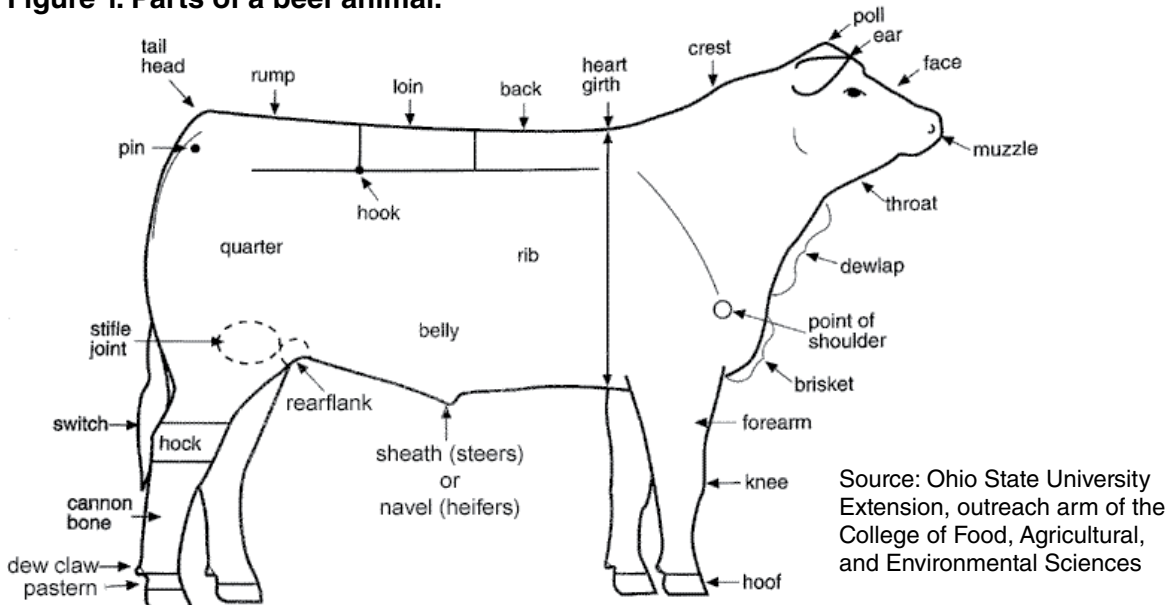 Figure 1. Parts of a beef animal.
poll
ear
tail
head
rump
loin
back
heart
girth
crest
face
pin
hook
muzzle
throat
quarter
rib
dewlap
stifle
joint
belly
point of
shoulder
rearflank
brisket
switch
hock
sheath (steers)
or
navel (heifers)
forearm
knee
cannon
bone
dew claw
pastern
hoof
Source: Ohio State University
Extension, outreach arm of the
College of Food, Agricultural,
and Environmental Sciences